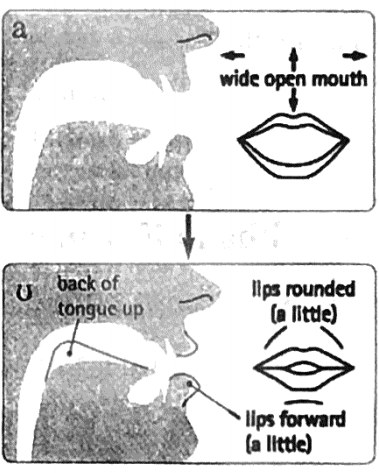 a
wide open mouth
ʊ
back of
tongue up
lips rounded
(a little)
lips forward
(a little)